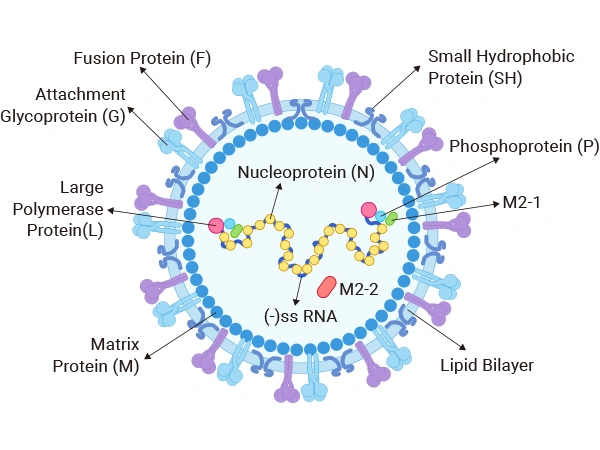 Fusion Protein (F)
Small Hydrophobic
Protein (SH)
Attachment
Glycoprotein (G)
Phosphoprotein (P)
Nucleoprotein (N)
Large
Polymerase
Protein(L)
M2-1
M2-2
(-)ss RNA
Matrix
Protein (M)
Lipid Bilayer